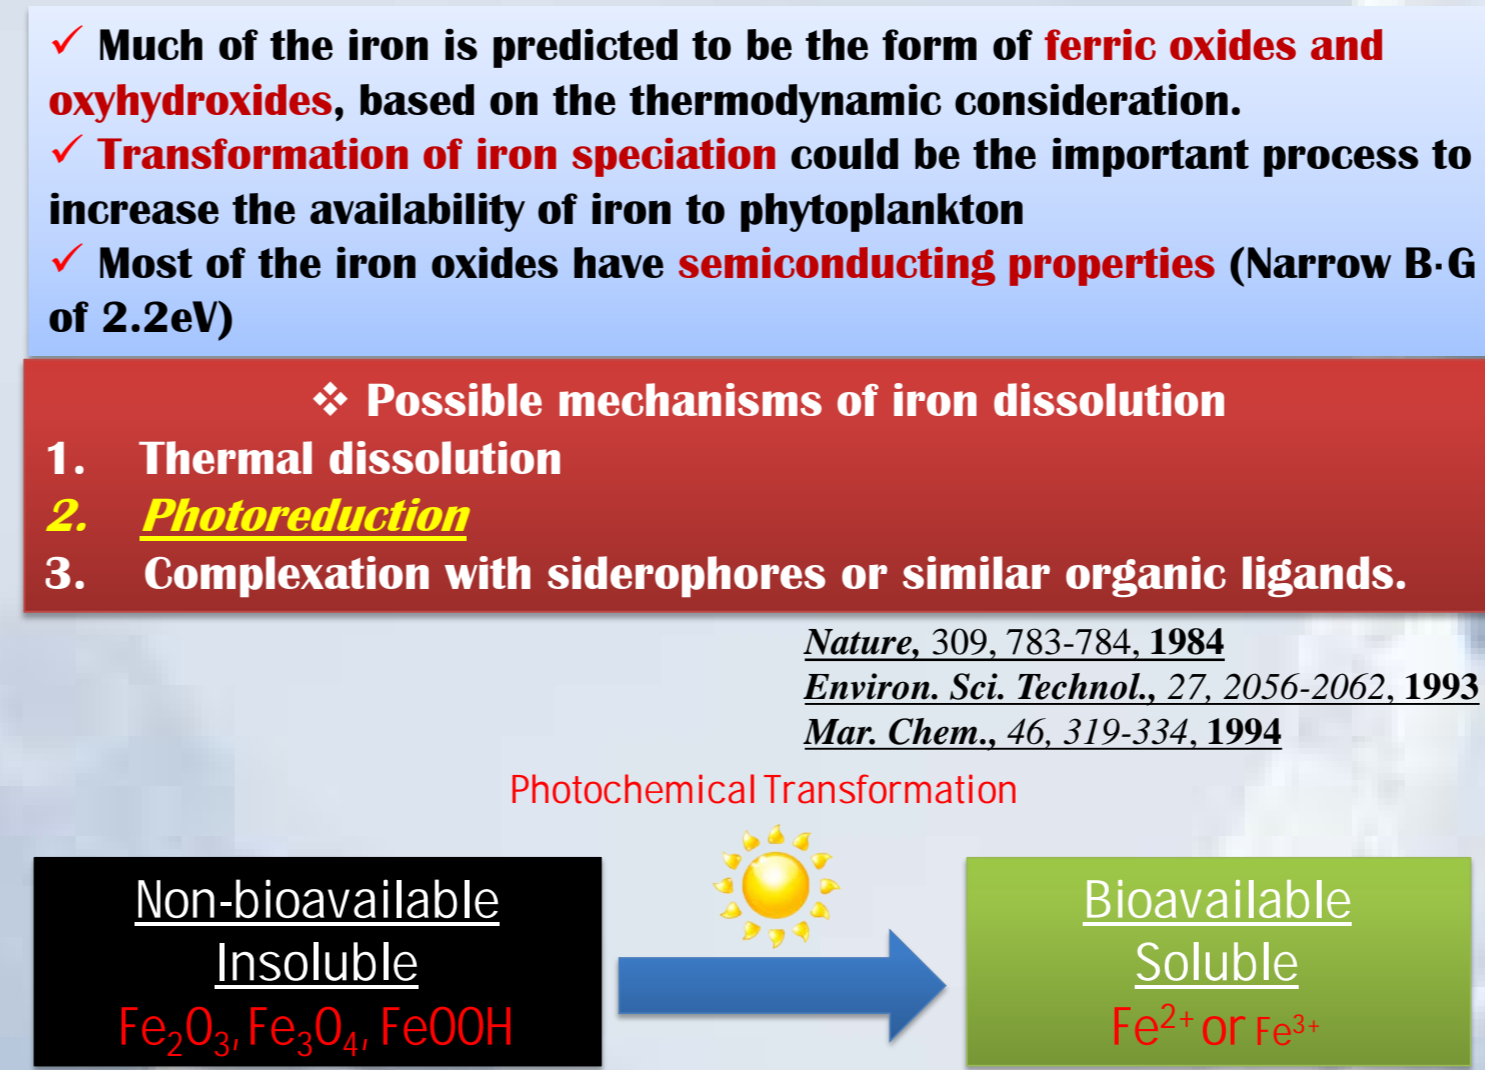 ✓ Much of the iron is predicted to be the form of ferric oxides and
oxyhydroxides, based on the thermodynamic consideration.
✓ Transformation of iron speciation could be the important process to
increase the availability of iron to phytoplankton
✓ Most of the iron oxides have semiconducting properties (Narrow B·G
of 2.2eV)
❖ Possible mechanisms of iron dissolution
1. Thermal dissolution
2. Photoreduction
3. Complexation with siderophores or similar organic ligands.
Nature, 309, 783-784, 1984
Environ. Sci. Technol., 27, 2056-2062, 1993
Mar. Chem., 46, 319-334, 1994
Photochemical Transformation
Non-bioavailable
Insoluble
Fe₂O₃, Fe₃O₄, FeOOH
Bioavailable
Soluble
Fe²⁺ or Fe³⁺